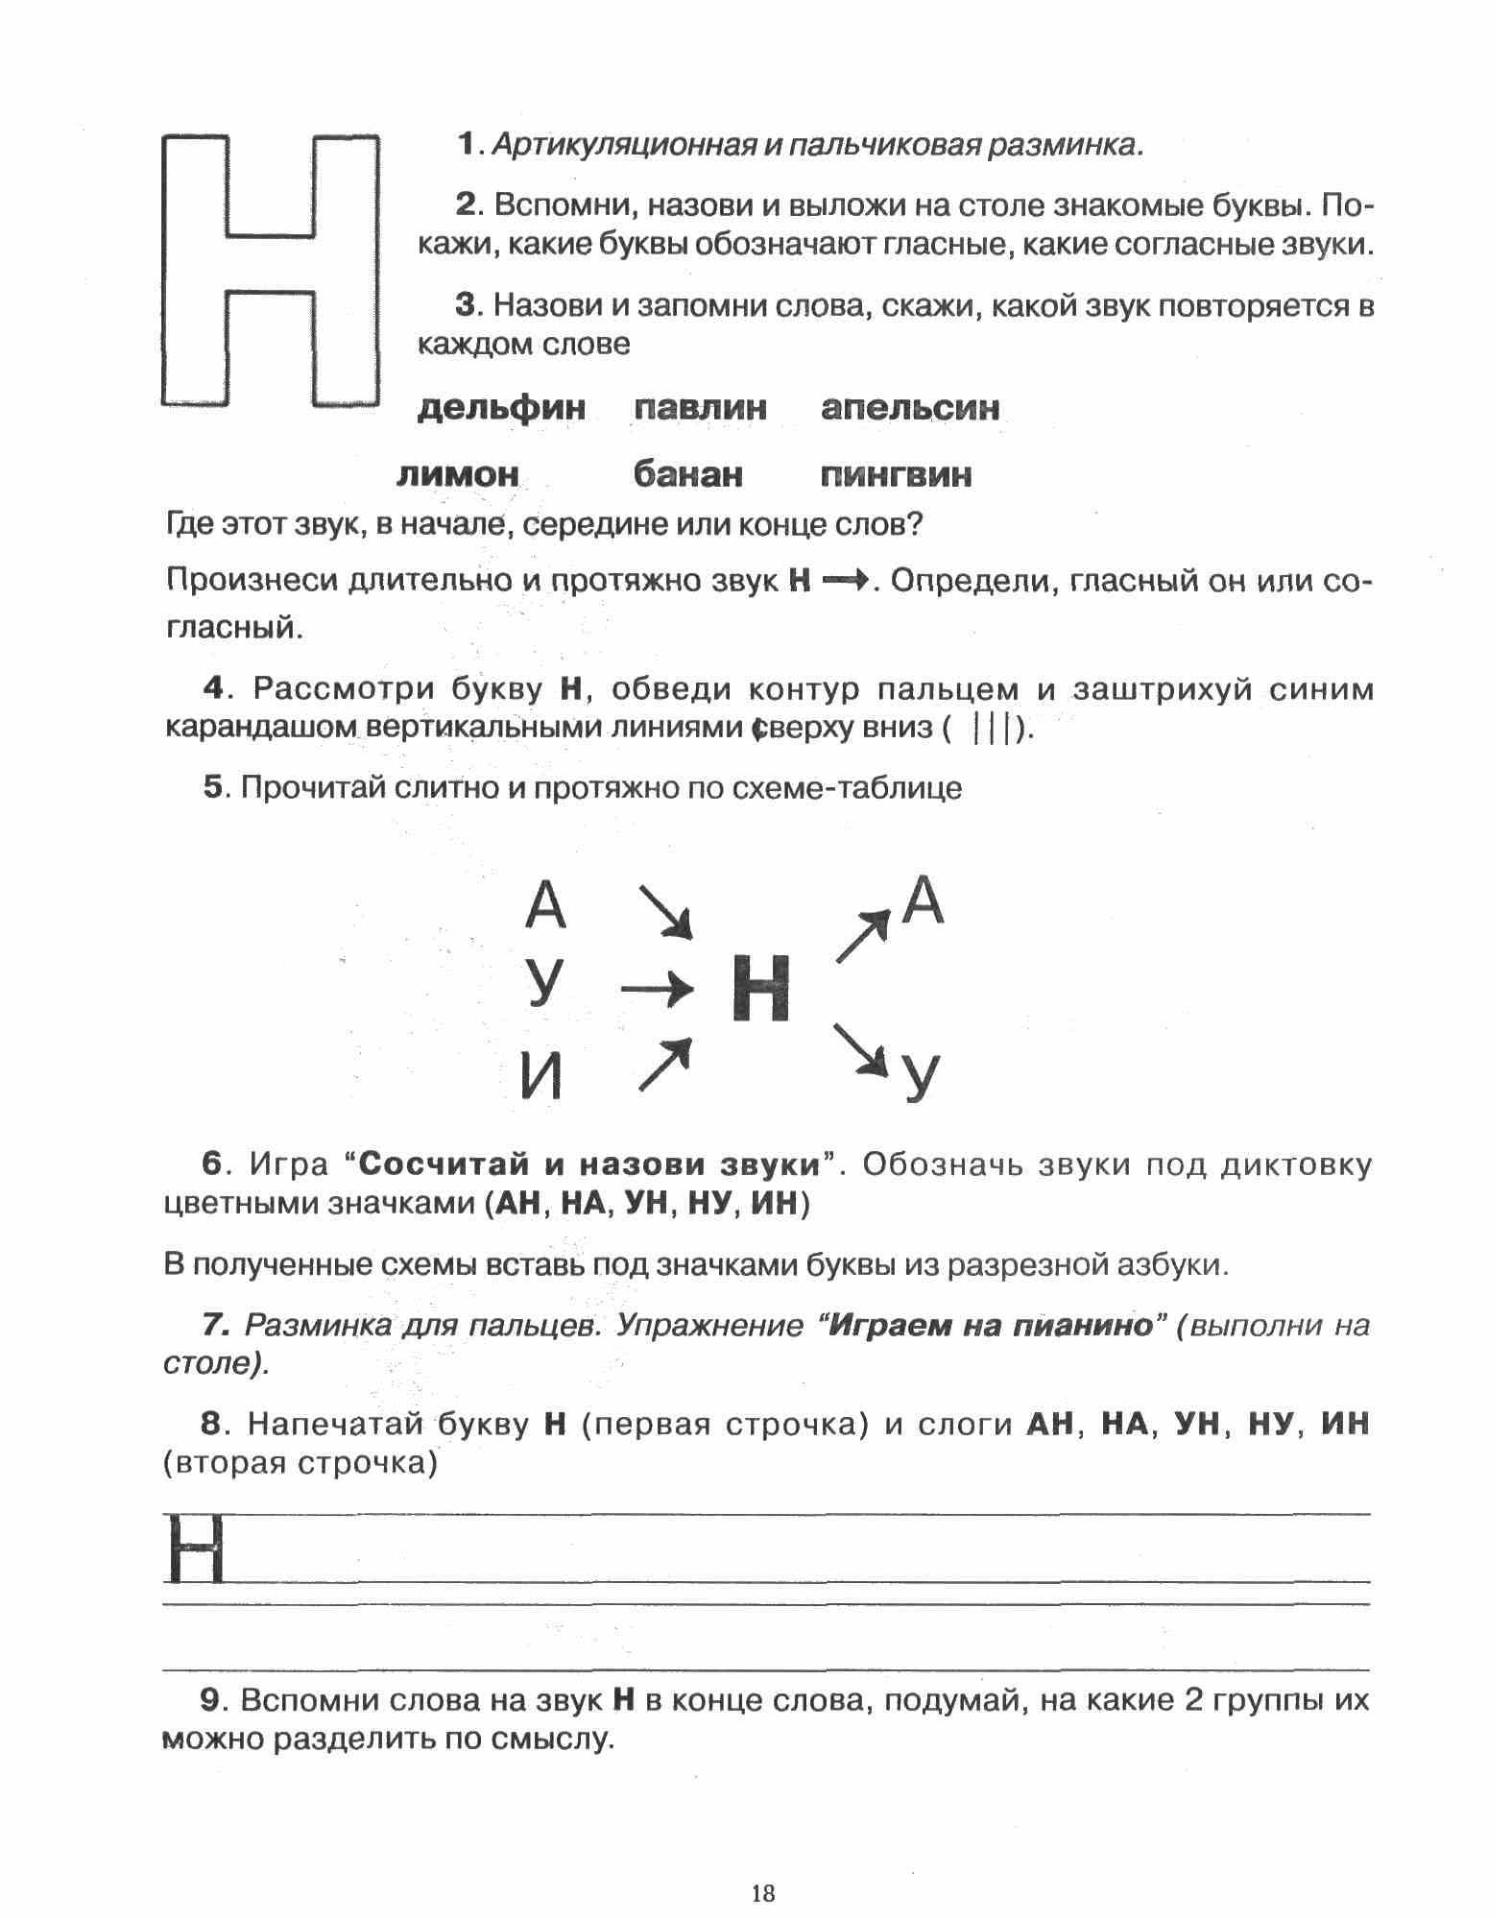 Н
1. Артикуляционная и пальчиковая разминка.
2. Вспомни, назови и выложи на столе знакомые буквы. По-
кажи, какие буквы обозначают гласные, какие согласные звуки.
3. Назови и запомни слова, скажи, какой звук повторяется в
каждом слове
дельфин павлин апельсин
лимон банан пингвин
Где этот звук, в начале, середине или конце слов?
Произнеси длительно и протяжно звук Н →. Определи, гласный он или со-
гласный.
4. Рассмотри букву Н, обведи контур пальцем и заштрихуй синим
карандашом вертикальными линиями сверху вниз ( |||).
5. Прочитай слитно и протяжно по схеме-таблице
А ↘ ↗ А
У → Н
И ↗ ↘ У
6. Игра “Сосчитай и назови звуки”. Обозначь звуки под диктовку
цветными значками (АН, НА, УН, НУ, ИН)
В полученные схемы вставь под значками буквы из разрезной азбуки.
7. Разминка для пальцев. Упражнение “Играем на пианино” (выполни на
столе).
8. Напечатай букву Н (первая строчка) и слоги АН, НА, УН, НУ, ИН
(вторая строчка)
Н
9. Вспомни слова на звук Н в конце слова, подумай, на какие 2 группы их
можно разделить по смыслу.
18